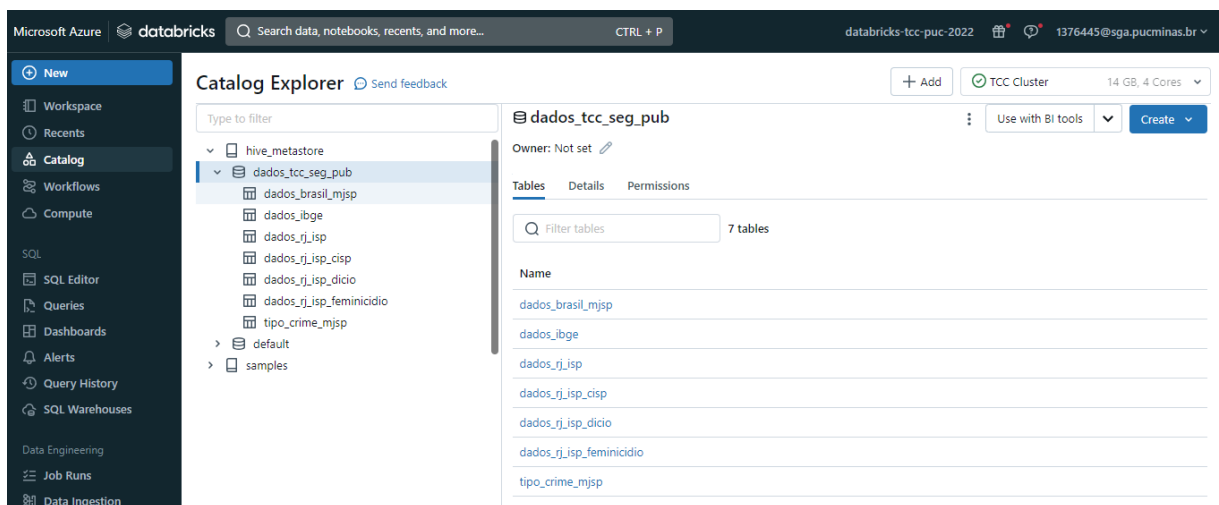 Microsoft Azure databricks Search data, notebooks, recents, and more... CTRL + P databricks-tcc-puc-2022 1376445@sga.pucminas.br
New
Workspace
Recents
Catalog
Workflows
Compute
SQL
SQL Editor
Queries
Dashboards
Alerts
Query History
SQL Warehouses
Data Engineering
Job Runs
Data Ingestion
Catalog Explorer Send feedback
Add TCC Cluster 14 GB, 4 Cores
Type to filter
hive_metastore
dados_tcc_seg_pub
dados_brasil_mjsp
dados_ibge
dados_rj_isp
dados_rj_isp_cisp
dados_rj_isp_dicio
dados_rj_isp_feminicidio
tipo_crime_mjsp
default
samples
dados_tcc_seg_pub Use with BI tools Create
Owner: Not set
Tables Details Permissions
Filter tables 7 tables
Name
dados_brasil_mjsp
dados_ibge
dados_rj_isp
dados_rj_isp_cisp
dados_rj_isp_dicio
dados_rj_isp_feminicidio
tipo_crime_mjsp